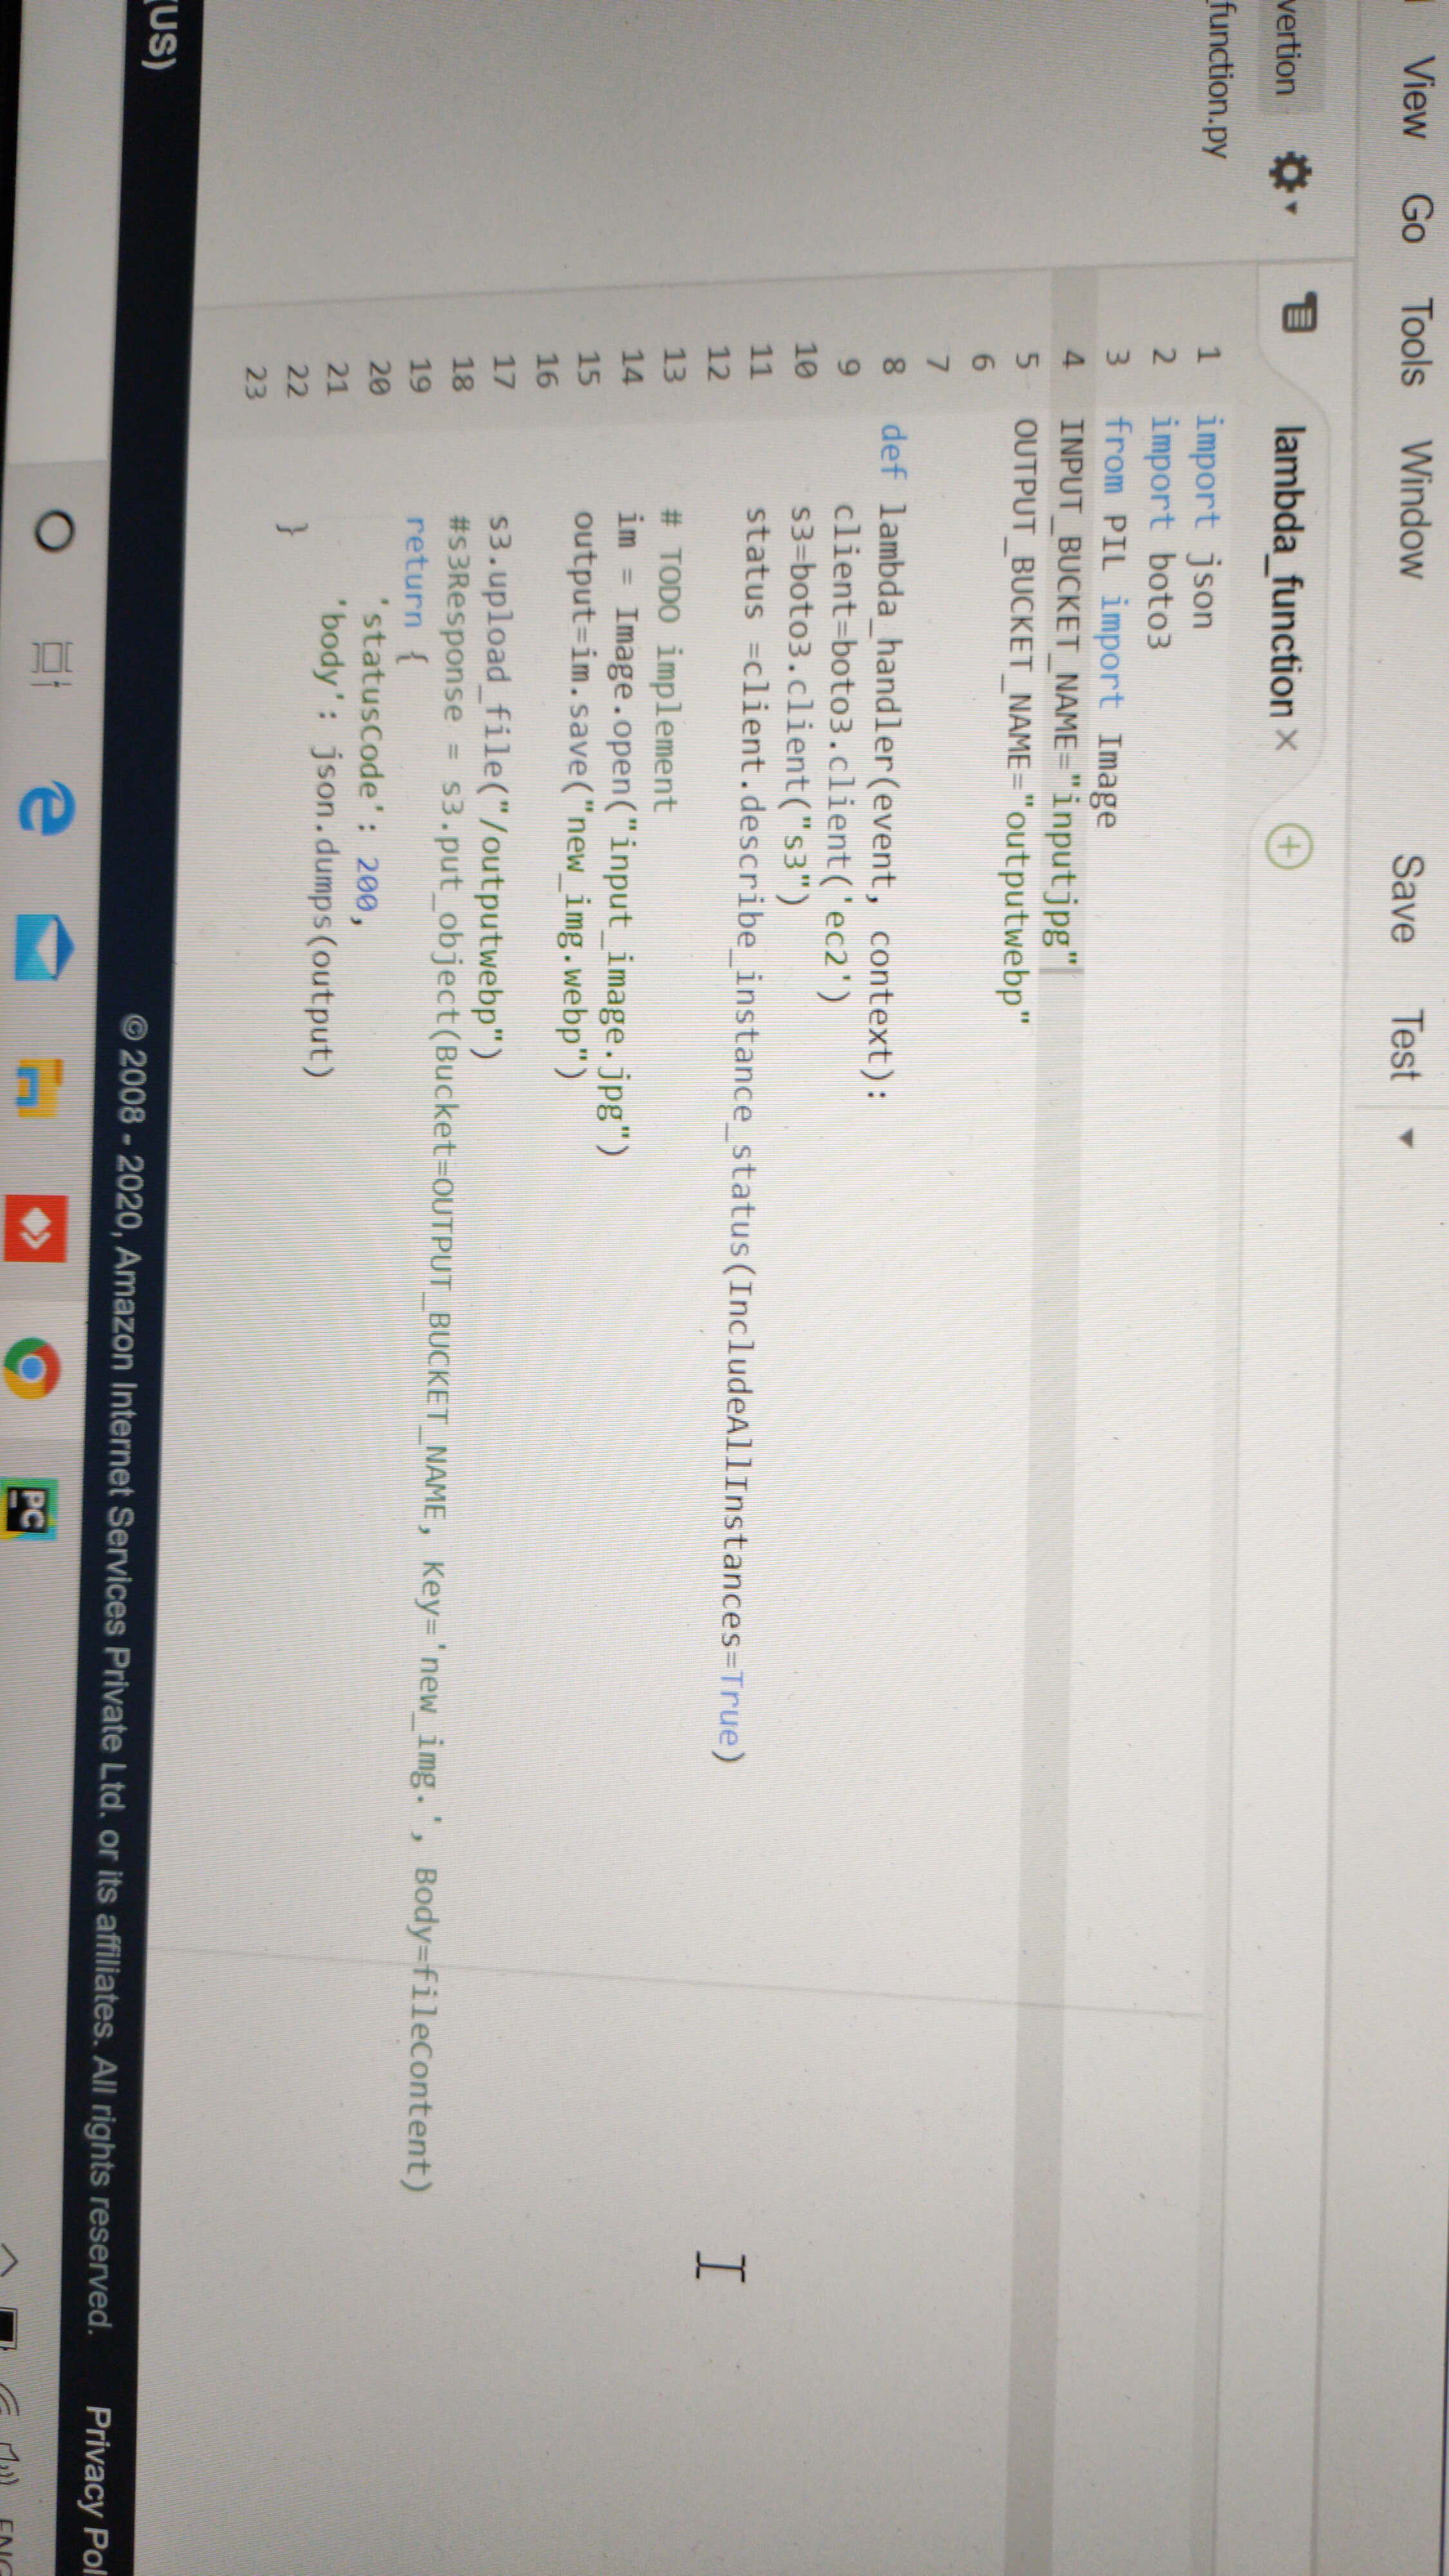 View Go Tools Window Save Test
vertion
lambda_function ×
_function.py
1 import json
2 import boto3
3 from PIL import Image
4 INPUT_BUCKET_NAME="inputjpg"
5 OUTPUT_BUCKET_NAME="outputwebp"
6
7
8 def lambda_handler(event, context):
9 client=boto3.client('ec2')
10 s3=boto3.client("s3")
11 status =client.describe_instance_status(IncludeAllInstances=True)
12
13 # TODO implement
14 im = Image.open("input_image.jpg")
15 output=im.save("new_img.webp")
16
17 s3.upload_file("/outputwebp")
18 #s3Response = s3.put_object(Bucket=OUTPUT_BUCKET_NAME, Key='new_img.', Body=fileContent)
19 return {
20 'statusCode': 200,
21 'body': json.dumps(output)
22 }
23
(US) © 2008 - 2020, Amazon Internet Services Private Ltd. or its affiliates. All rights reserved. Privacy Pol
PC
ENG